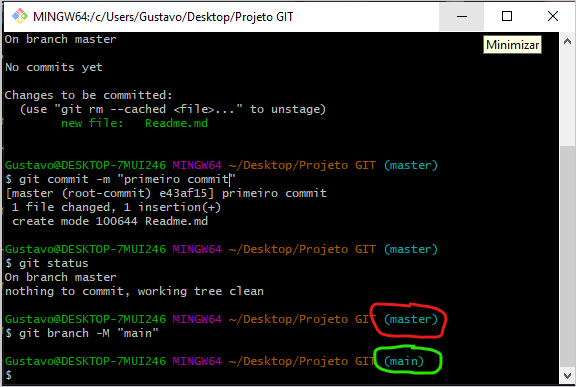 MINGW64:/c/Users/Gustavo/Desktop/Projeto GIT
On branch master
Minimizar
No commits yet
Changes to be committed:
  (use "git rm --cached <file>..." to unstage)
        new file:   Readme.md
Gustavo@DESKTOP-7MUI246 MINGW64 ~/Desktop/Projeto GIT (master)
$ git commit -m "primeiro commit"
[master (root-commit) e43af15] primeiro commit
 1 file changed, 1 insertion(+)
 create mode 100644 Readme.md
Gustavo@DESKTOP-7MUI246 MINGW64 ~/Desktop/Projeto GIT (master)
$ git status
On branch master
nothing to commit, working tree clean
Gustavo@DESKTOP-7MUI246 MINGW64 ~/Desktop/Projeto GIT (master)
$ git branch -M "main"
Gustavo@DESKTOP-7MUI246 MINGW64 ~/Desktop/Projeto GIT (main)
$